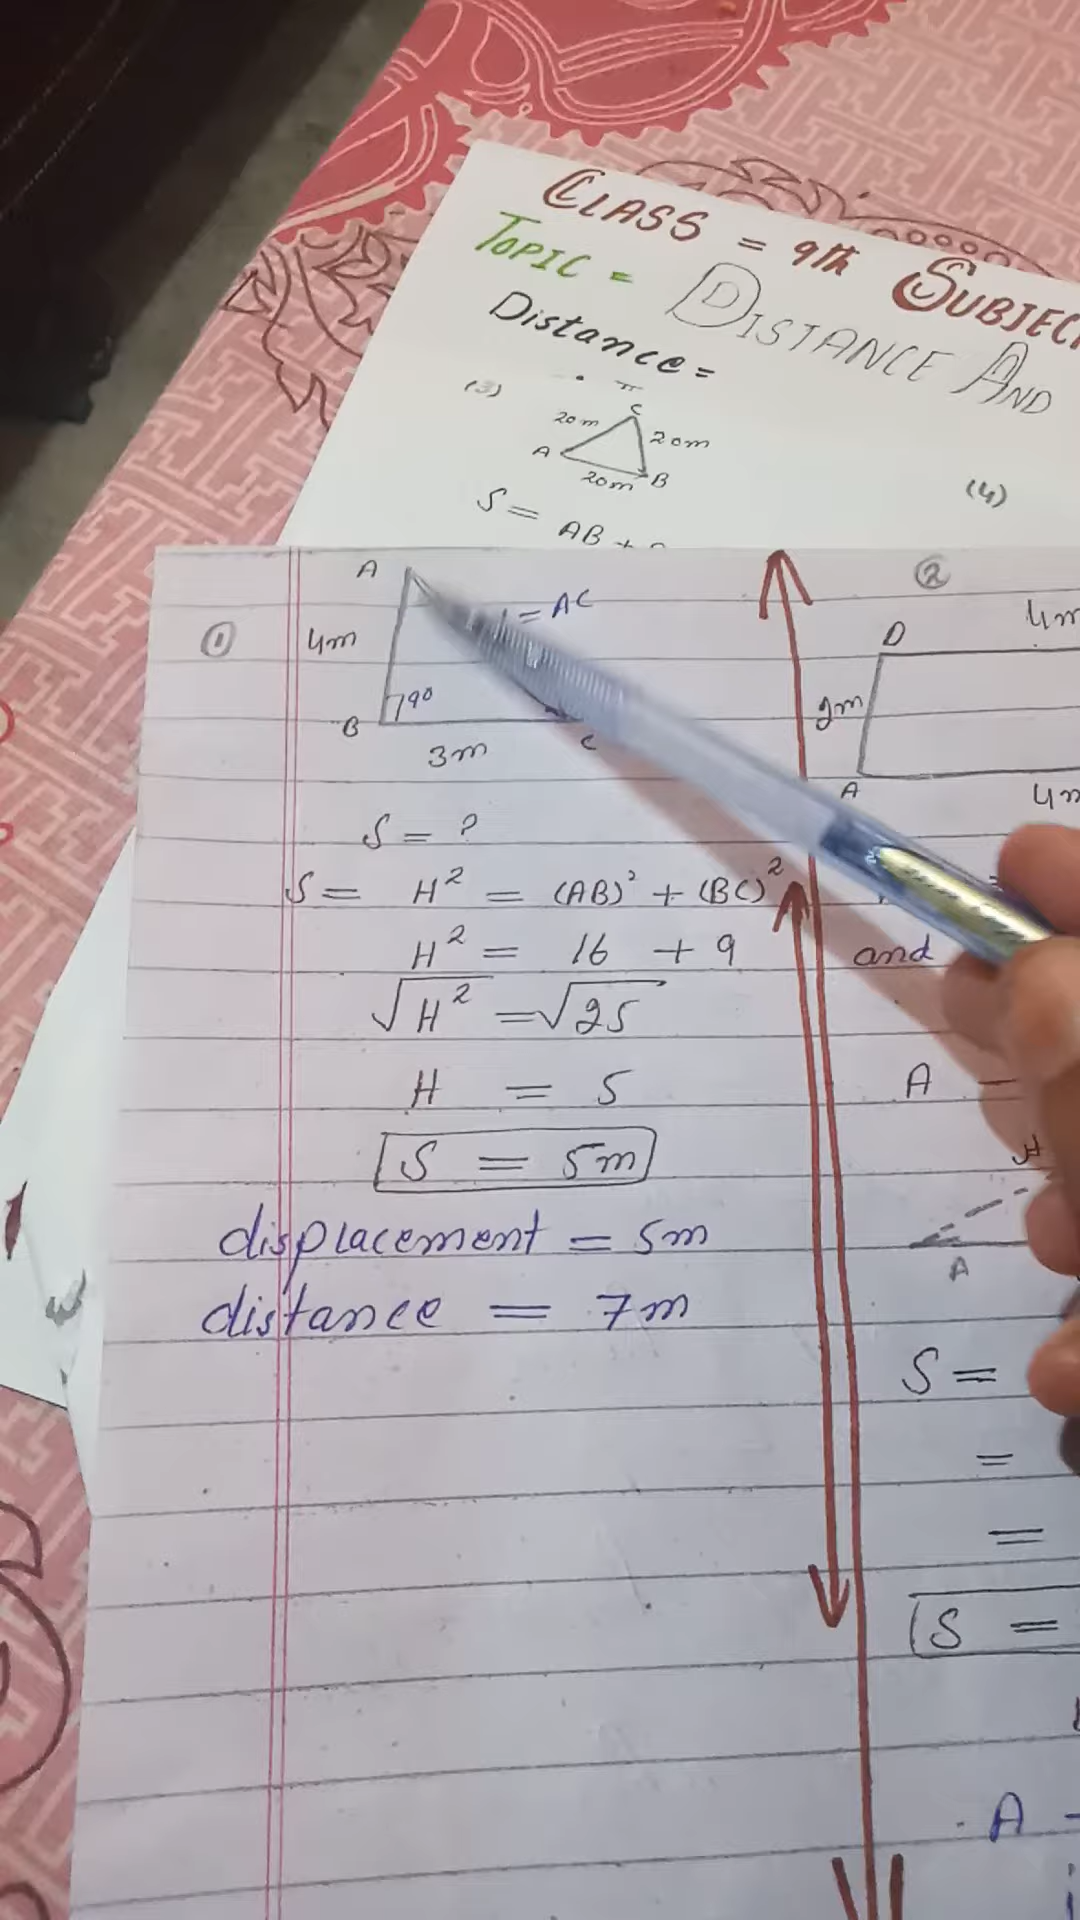 CLASS = 9th SUBJEC
TOPIC = DISTANCE AND
Distance =
(3)
C
20m
20m
A
20m
B
(4)
S = AB +
A
= AC
①
4m
90
B
3m
C
S = ?
S = H² = (AB)² + (BC)²
H² = 16 + 9
√H² = √25
H = 5
S = 5m
displacement = 5m
distance = 7m
②
4m
D
2m
A
4m
and
A –
A
S =
=
=
S =
A –